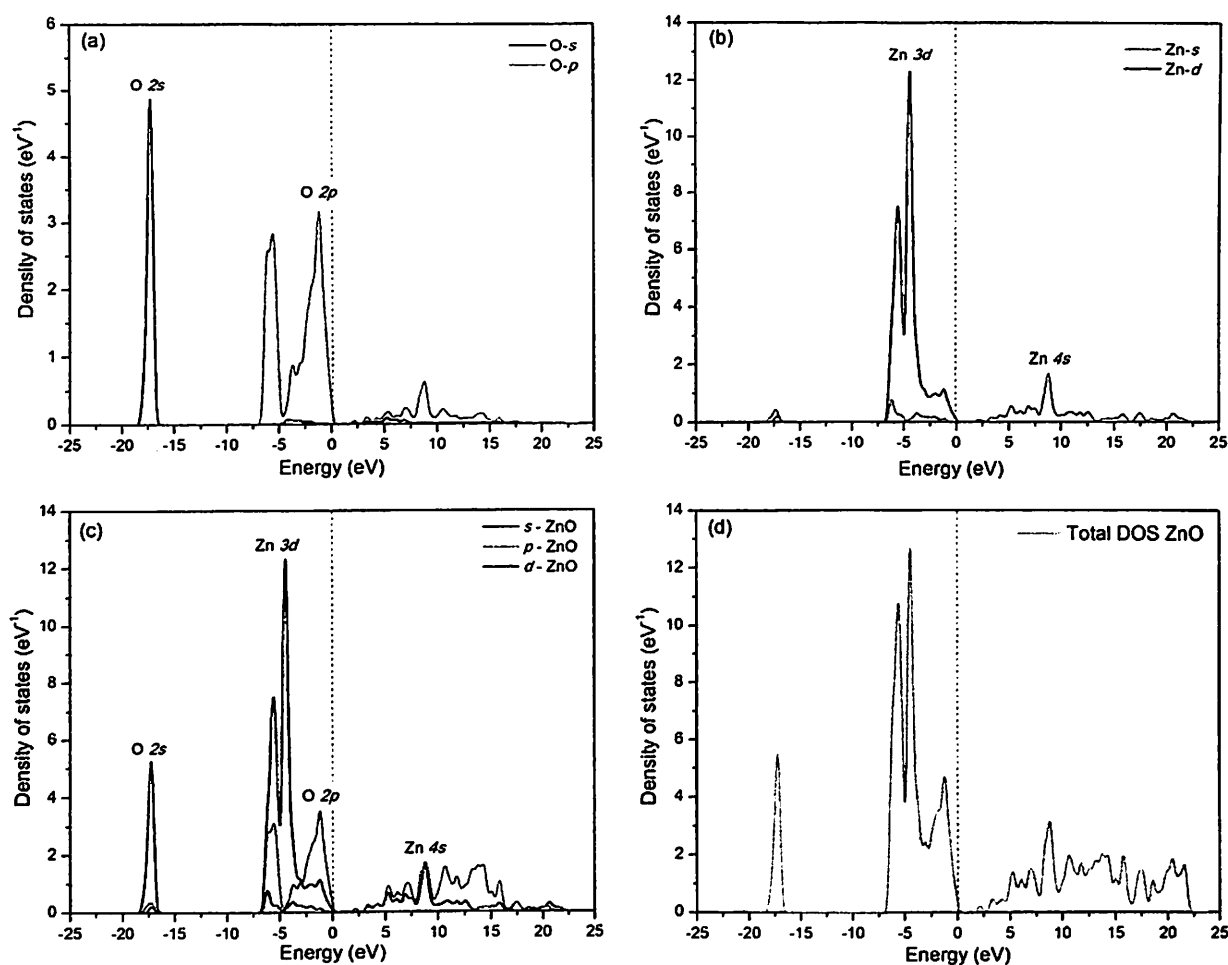 (a)
O-s
O-p
O 2s
O 2p
6
5
4
3
2
1
0
-25 -20 -15 -10 -5 0 5 10 15 20 25
Density of states (eV⁻¹)
Energy (eV)
(b)
Zn-s
Zn-d
Zn 3d
Zn 4s
14
12
10
8
6
4
2
0
-25 -20 -15 -10 -5 0 5 10 15 20 25
Density of states (eV⁻¹)
Energy (eV)
(c)
s - ZnO
p - ZnO
d - ZnO
Zn 3d
O 2s
O 2p
Zn 4s
14
12
10
8
6
4
2
0
-25 -20 -15 -10 -5 0 5 10 15 20 25
Density of states (eV⁻¹)
Energy (eV)
(d)
Total DOS ZnO
14
12
10
8
6
4
2
0
-25 -20 -15 -10 -5 0 5 10 15 20 25
Density of states (eV⁻¹)
Energy (eV)